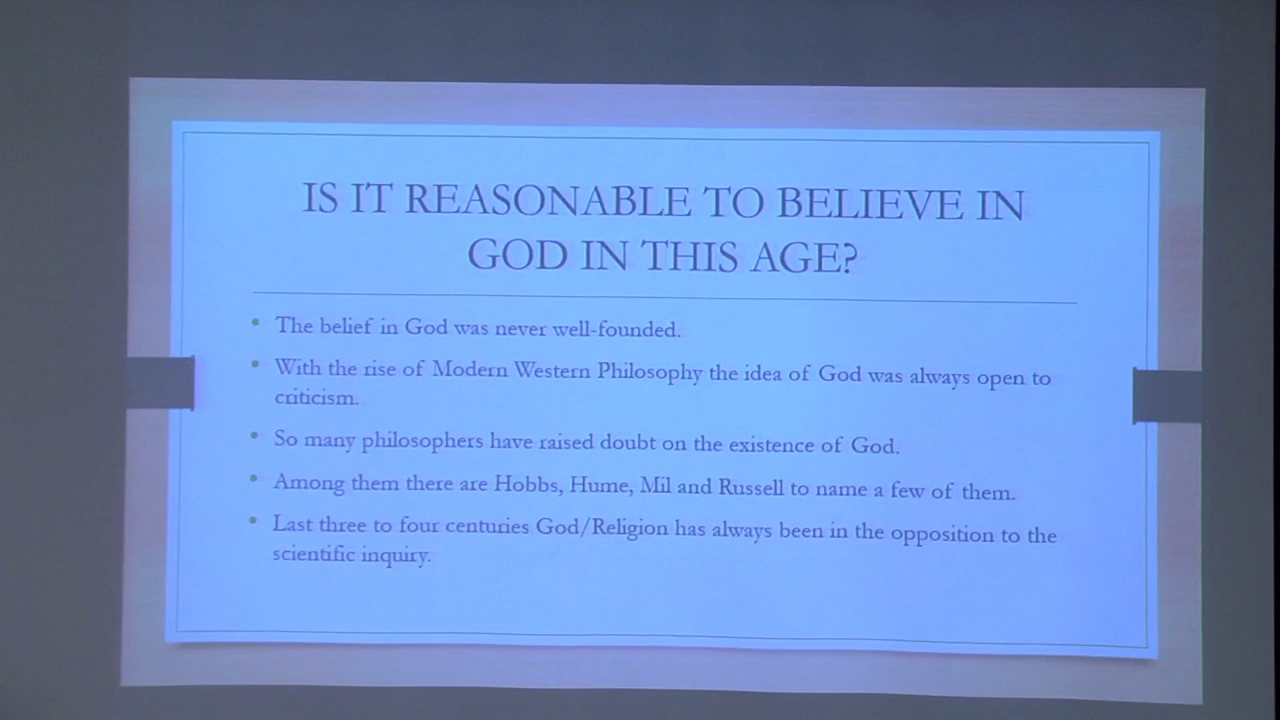 IS IT REASONABLE TO BELIEVE IN
GOD IN THIS AGE?
• The belief in God was never well-founded.
• With the rise of Modern Western Philosophy the idea of God was always open to
criticism.
• So many philosophers have raised doubt on the existence of God.
• Among them there are Hobbs, Hume, Mil and Russell to name a few of them.
• Last three to four centuries God/Religion has always been in the opposition to the
scientific inquiry.